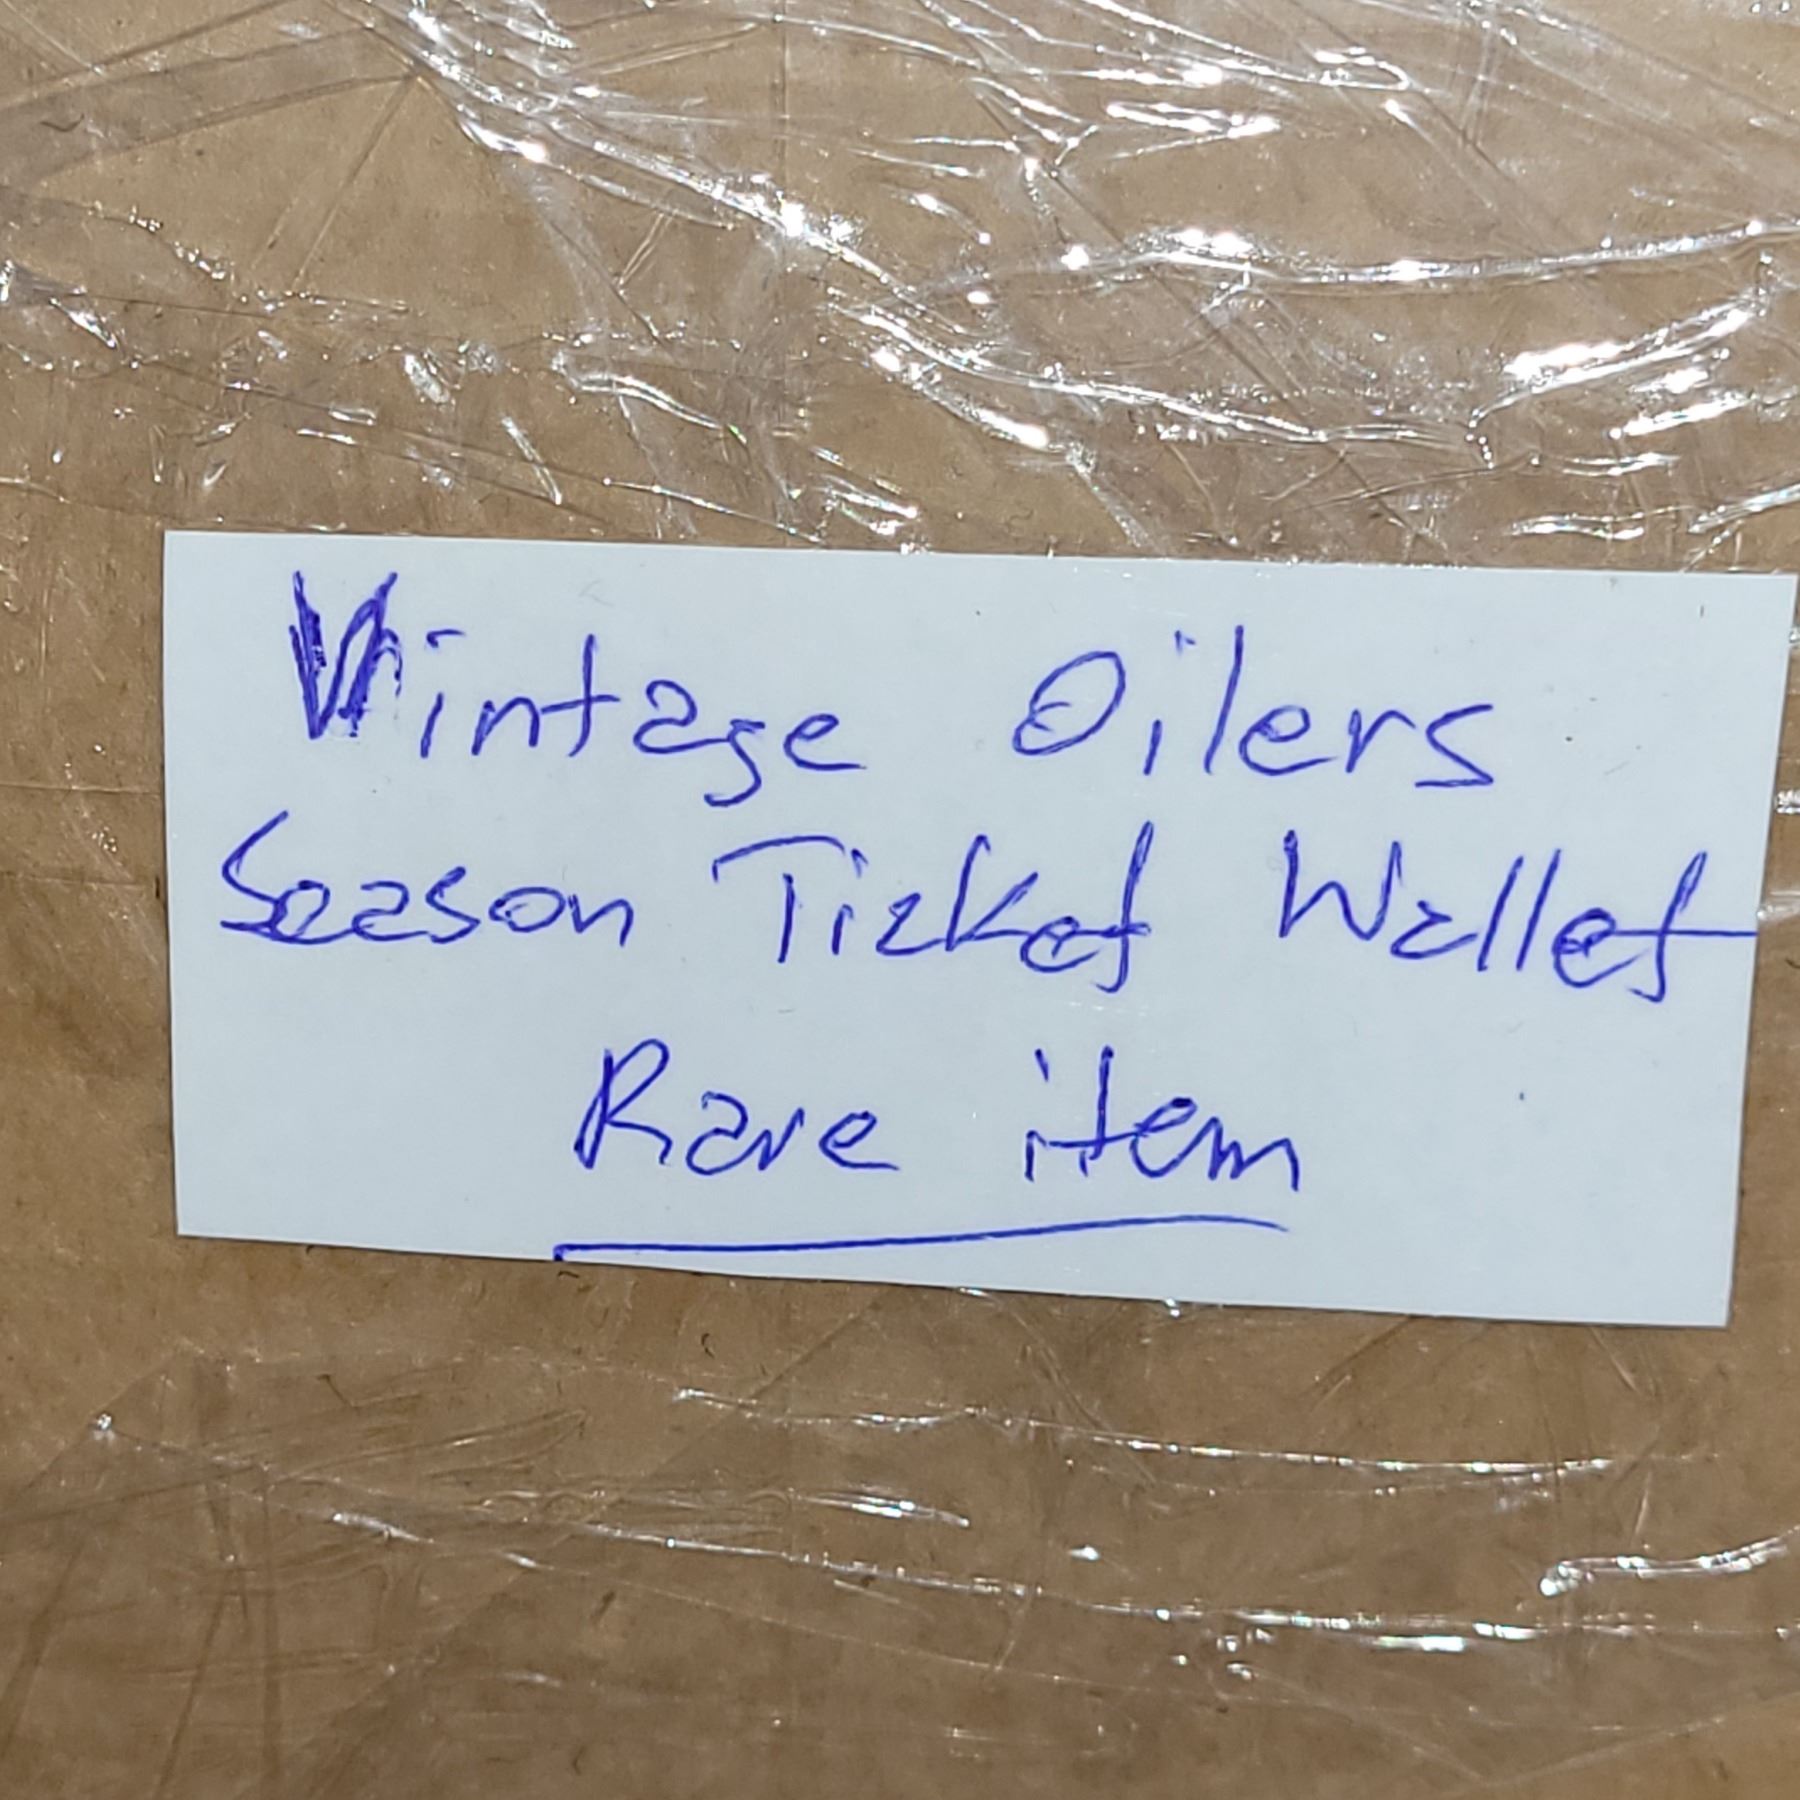 Vintage Oilers
Season Ticket Wallet
Rare item